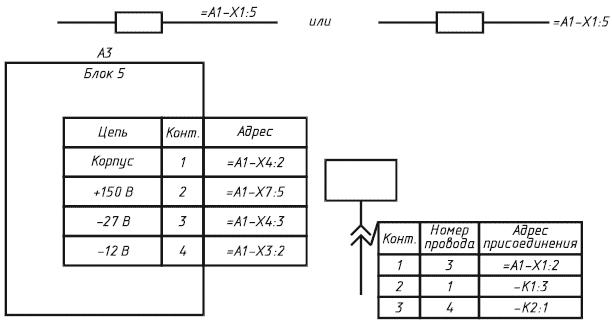 =A1–X1:5
или
=A1–X1:5
А3
Блок 5
Цепь Конт. Адрес
Корпус 1 =A1–X4:2
+150 В 2 =A1–X7:5
–27 В 3 =A1–X4:3
–12 В 4 =A1–X3:2
Конт. Номер провода Адрес присоединения
1 3 =A1–X1:2
2 1 –K1:3
3 4 –K2:1